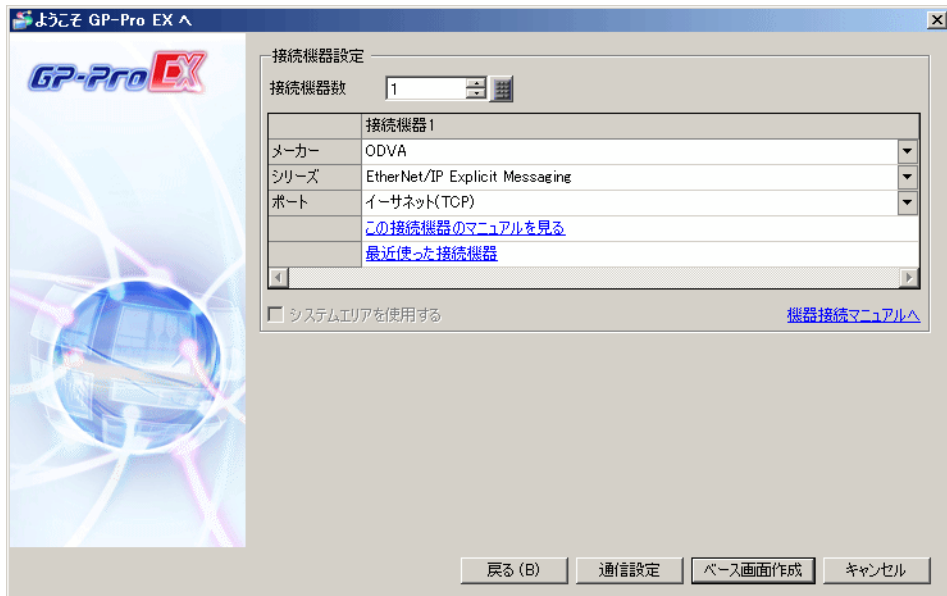 ようこそ GP-Pro EX へ
GP-Pro EX
接続機器設定
接続機器数 1
接続機器1
メーカー ODVA
シリーズ EtherNet/IP Explicit Messaging
ポート イーサネット(TCP)
この接続機器のマニュアルを見る
最近使った接続機器
システムエリアを使用する 機器接続マニュアルへ
戻る(B) 通信設定 ベース画面作成 キャンセル